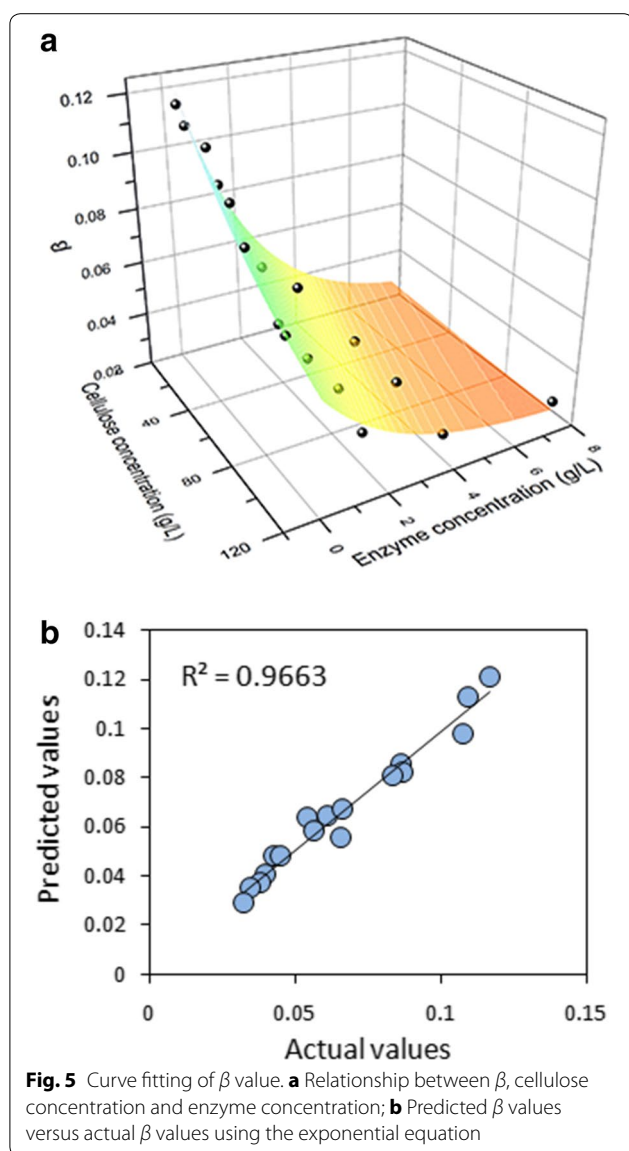 a
0.12
0.10
0.08
0.06
0.04
0.02
β
Cellulose concentration (g/L)
40
80
120
0
2
4
6
8
Enzyme concentration (g/L)
b
0.14
0.12
0.1
0.08
0.06
0.04
0.02
0
R² = 0.9663
Predicted values
0 0.05 0.1 0.15
Actual values
Fig. 5 Curve fitting of β value. a Relationship between β, cellulose
concentration and enzyme concentration; b Predicted β values
versus actual β values using the exponential equation